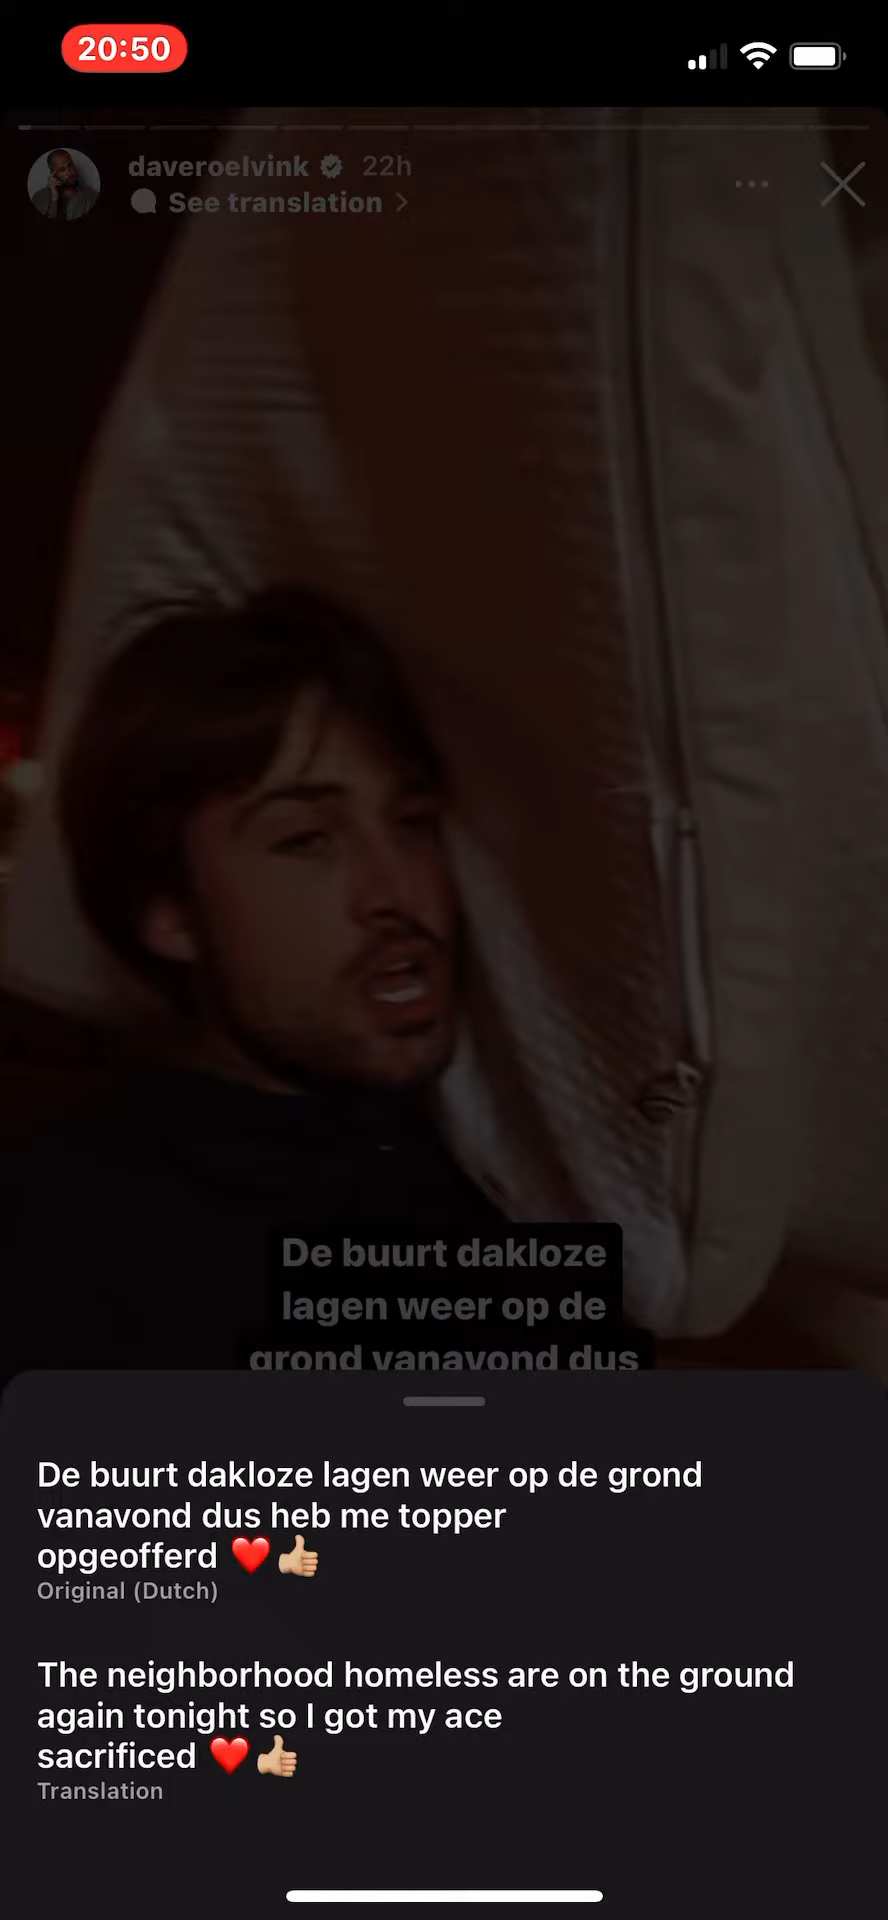 20:50
daveroelvink 22h
See translation >
De buurt dakloze
lagen weer op de
grond vanavond dus
De buurt dakloze lagen weer op de grond
vanavond dus heb me topper
opgeofferd ❤️👍🏼
Original (Dutch)
The neighborhood homeless are on the ground
again tonight so I got my ace
sacrificed ❤️👍🏼
Translation